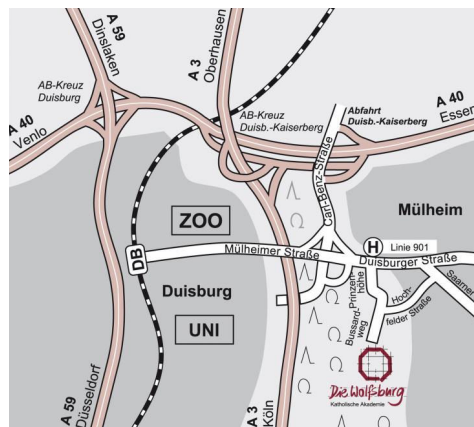 A 59
Dinslaken
A 3
Oberhausen
AB-Kreuz
Duisburg
AB-Kreuz
Duisb.-Kaiserberg
Abfahrt
Duisb.-Kaiserberg
A 40
Venlo
A 40
Essen
Carl-Benz-Straße
ZOO
Mülheim
H
Linie 901
DB
Mülheimer Straße
Duisburger Straße
Duisburg
UNI
Prinzen-
höhe
Bussard-
weg
Hoch-
felder Straße
Saarner
A 59
Düsseldorf
A 3
Köln
Die Wolfsburg
Katholische Akademie